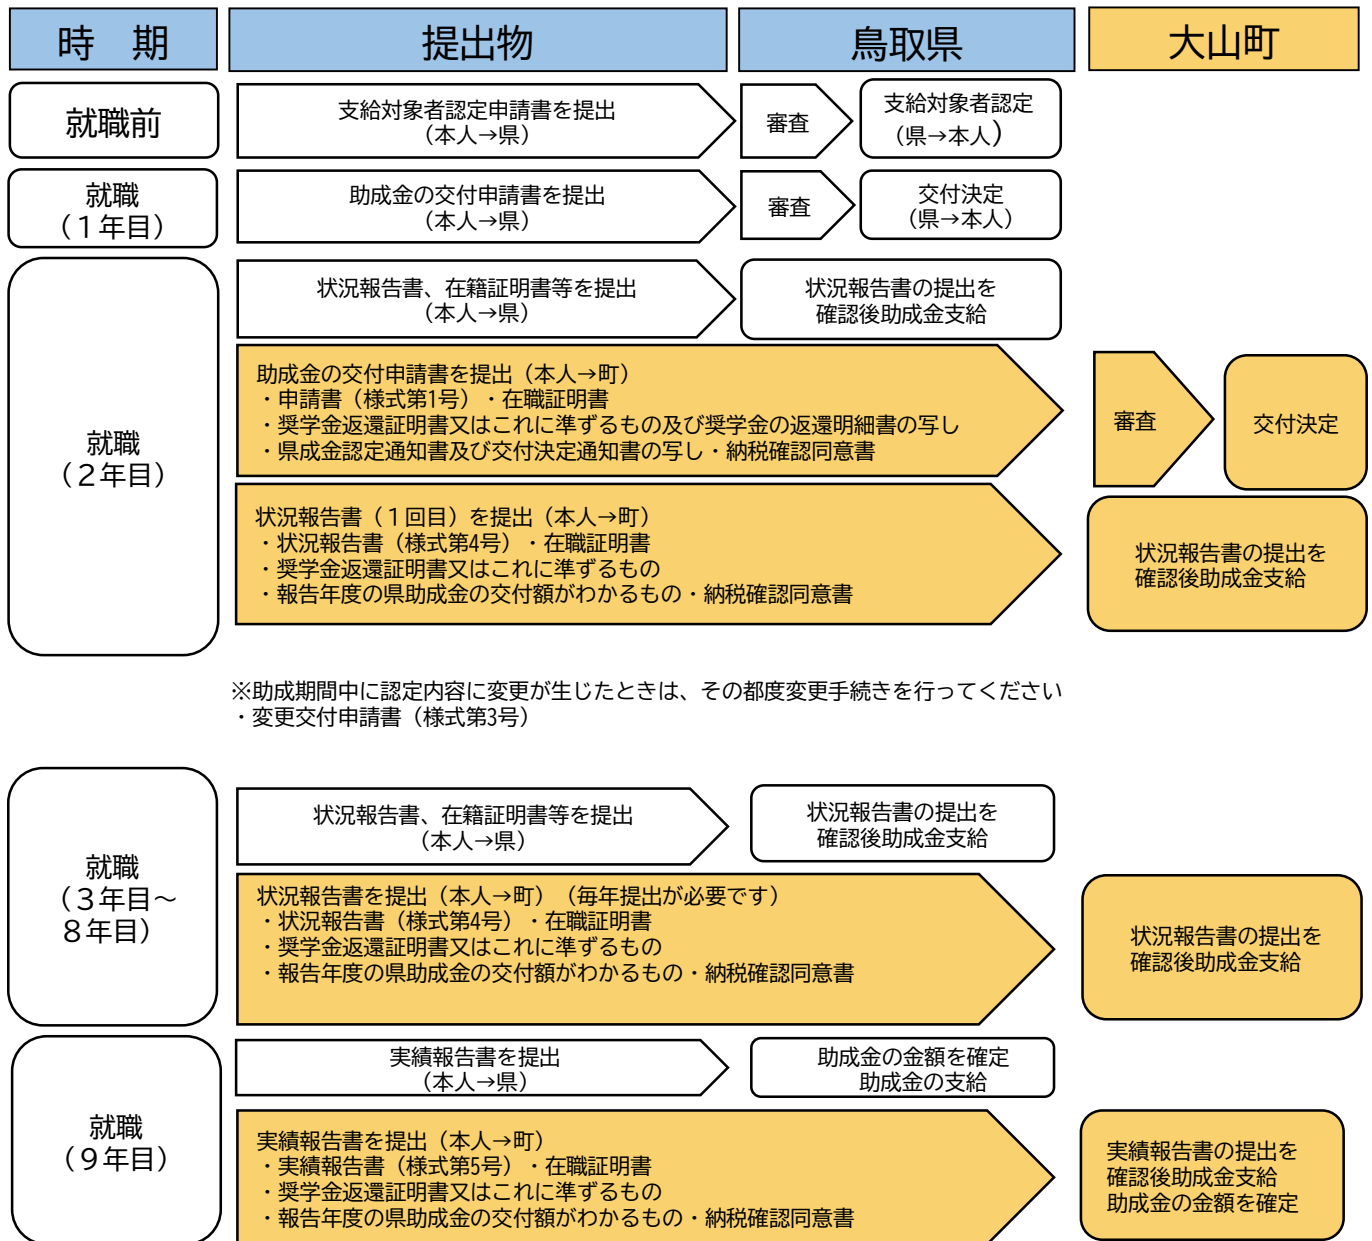 時　期
提出物
鳥取県
大山町
就職前
支給対象者認定申請書を提出
（本人→県）
審査
支給対象者認定
（県→本人）
就職
（１年目）
助成金の交付申請書を提出
（本人→県）
審査
交付決定
（県→本人）
就職
（２年目）
状況報告書、在籍証明書等を提出
（本人→県）
状況報告書の提出を
確認後助成金支給
助成金の交付申請書を提出（本人→町）
・申請書（様式第1号）・在職証明書
・奨学金返還証明書又はこれに準ずるもの及び奨学金の返還明細書の写し
・県成金認定通知書及び交付決定通知書の写し・納税確認同意書
審査
交付決定
状況報告書（１回目）を提出（本人→町）
・状況報告書（様式第4号）・在職証明書
・奨学金返還証明書又はこれに準ずるもの
・報告年度の県助成金の交付額がわかるもの・納税確認同意書
状況報告書の提出を
確認後助成金支給
※助成期間中に認定内容に変更が生じたときは、その都度変更手続きを行ってください
・変更交付申請書（様式第3号）
就職
（３年目～
８年目）
状況報告書、在籍証明書等を提出
（本人→県）
状況報告書の提出を
確認後助成金支給
状況報告書を提出（本人→町）（毎年提出が必要です）
・状況報告書（様式第4号）・在職証明書
・奨学金返還証明書又はこれに準ずるもの
・報告年度の県助成金の交付額がわかるもの・納税確認同意書
状況報告書の提出を
確認後助成金支給
就職
（９年目）
実績報告書を提出
（本人→県）
助成金の金額を確定
助成金の支給
実績報告書を提出（本人→町）
・実績報告書（様式第5号）・在職証明書
・奨学金返還証明書又はこれに準ずるもの
・報告年度の県助成金の交付額がわかるもの・納税確認同意書
実績報告書の提出を
確認後助成金支給
助成金の金額を確定